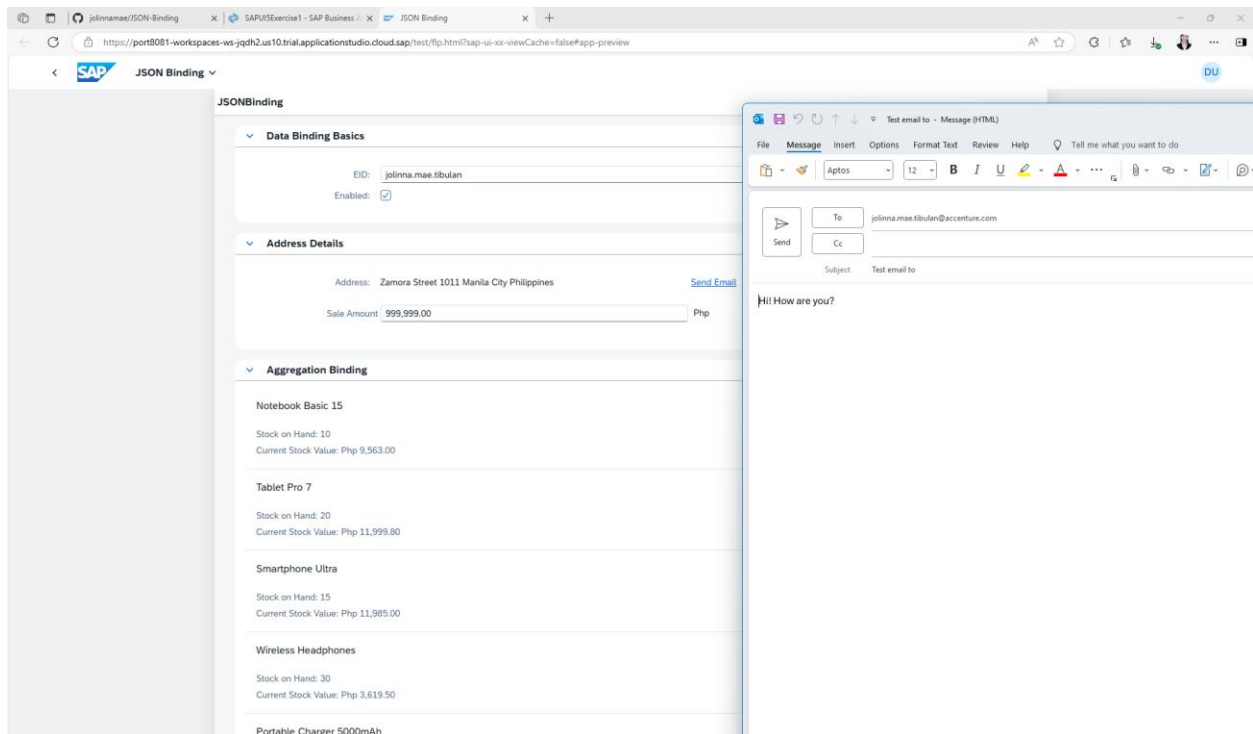 jolinnamae/JSON-Binding
SAPUI5Exercise1 - SAP Business A
JSON Binding
https://port8081-workspaces-ws-jqdh2.us10.trial.applicationstudio.cloud.sap/test/flp.html?sap-ui-xx-viewCache=false#app-preview
SAP
JSON Binding
DU
JSONBinding
Data Binding Basics
EID: jolinna.mae.tibulan
Enabled:
Address Details
Address: Zamora Street 1011 Manila City Philippines Send Email
Sale Amount 999,999.00 Php
Aggregation Binding
Notebook Basic 15
Stock on Hand: 10
Current Stock Value: Php 9,563.00
Tablet Pro 7
Stock on Hand: 20
Current Stock Value: Php 11,999.80
Smartphone Ultra
Stock on Hand: 15
Current Stock Value: Php 11,985.00
Wireless Headphones
Stock on Hand: 30
Current Stock Value: Php 3,619.50
Portable Charger 5000mAh
Test email to - Message (HTML)
File Message Insert Options Format Text Review Help Tell me what you want to do
Aptos 12 B I U A
Send
To jolinna.mae.tibulan@accenture.com
Cc
Subject Test email to
Hi! How are you?